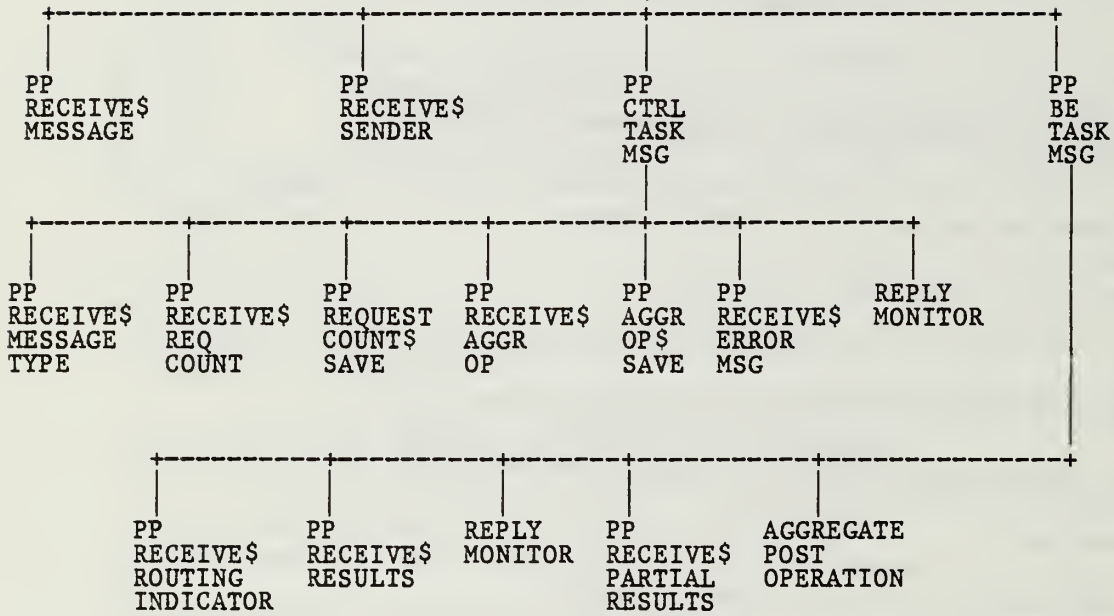 PP
RECEIVE$
MESSAGE
PP
RECEIVE$
SENDER
PP
CTRL
TASK
MSG
PP
BE
TASK
MSG
PP
RECEIVE$
MESSAGE
TYPE
PP
RECEIVE$
REQ
COUNT
PP
REQUEST
COUNT$
SAVE
PP
RECEIVE$
AGGR
OP
PP
AGGR
OP$
SAVE
PP
RECEIVE$
ERROR
MSG
REPLY
MONITOR
PP
RECEIVE$
ROUTING
INDICATOR
PP
RECEIVE$
RESULTS
REPLY
MONITOR
PP
RECEIVE$
PARTIAL
RESULTS
AGGREGATE
POST
OPERATION